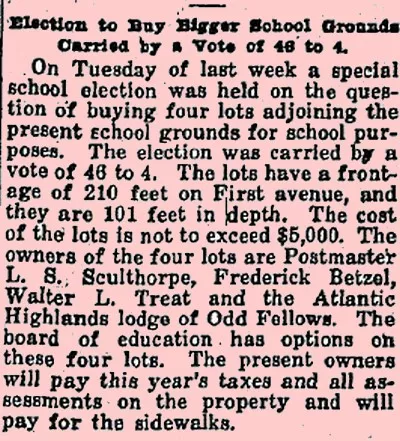 Election to Buy Bigger School Grounds
Carried by a Vote of 46 to 4.
On Tuesday of last week a special
school election was held on the ques-
tion of buying four lots adjoining the
present school grounds for school pur-
poses. The election was carried by a
vote of 46 to 4. The lots have a front-
age of 210 feet on First avenue, and
they are 101 feet in depth. The cost
of the lots is not to exceed $5,000. The
owners of the four lots are Postmaster
L. S. Sculthorpe, Frederick Betzel,
Walter L. Treat and the Atlantic
Highlands lodge of Odd Fellows. The
board of education has options on
these four lots. The present owners
will pay this year's taxes and all as-
sessments on the property and will
pay for the sidewalks.